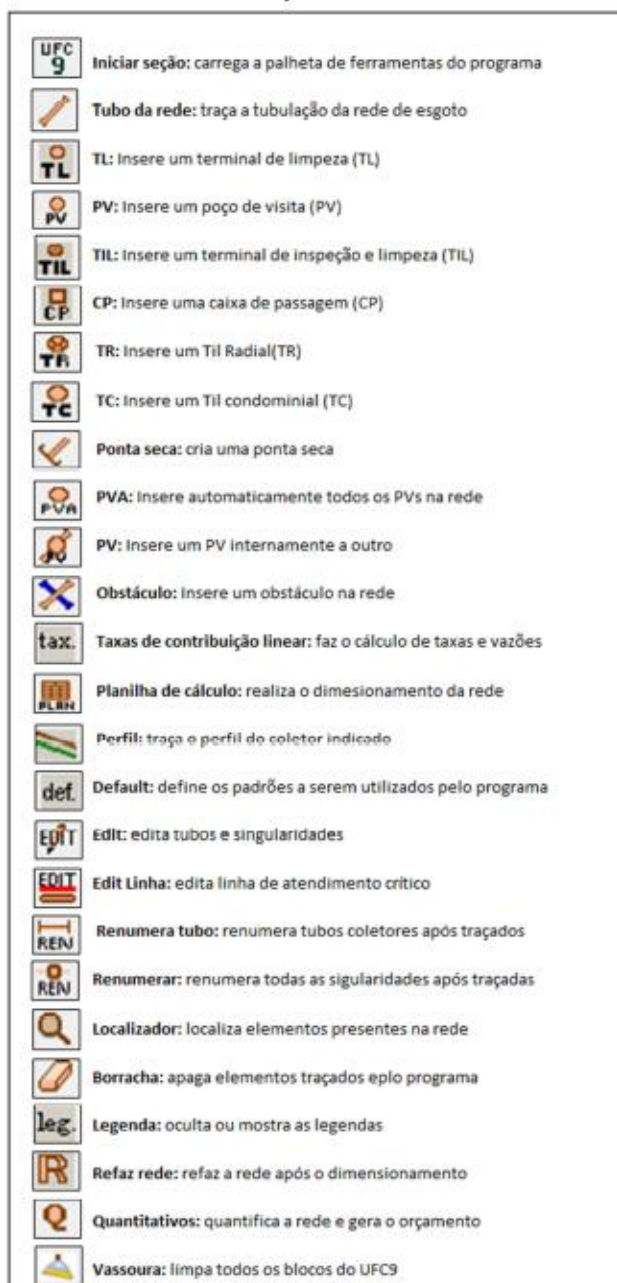 UFC 9 Iniciar seção: carrega a palheta de ferramentas do programa
Tubo da rede: traça a tubulação da rede de esgoto
TL TL: Insere um terminal de limpeza (TL)
PV PV: Insere um poço de visita (PV)
TIL TIL: Insere um terminal de inspeção e limpeza (TIL)
CP CP: Insere uma caixa de passagem (CP)
TR TR: Insere um Til Radial(TR)
TC TC: Insere um Til condominial (TC)
Ponta seca: cria uma ponta seca
PVA PVA: Insere automaticamente todos os PVs na rede
PV: Insere um PV internamente a outro
Obstáculo: Insere um obstáculo na rede
tax. Taxas de contribuição linear: faz o cálculo de taxas e vazões
PLAN Planilha de cálculo: realiza o dimesionamento da rede
Perfil: traça o perfil do coletor indicado
def. Default: define os padrões a serem utilizados pelo programa
EDIT Edit: edita tubos e singularidades
EDIT Edit Linha: edita linha de atendimento crítico
REN Renumera tubo: renumera tubos coletores após traçados
REN Renumerar: renumera todas as sigularidades após traçadas
Localizador: localiza elementos presentes na rede
Borracha: apaga elementos traçados eplo programa
leg. Legenda: oculta ou mostra as legendas
R Refaz rede: refaz a rede após o dimensionamento
Q Quantitativos: quantifica a rede e gera o orçamento
Vassoura: limpa todos os blocos do UFC9